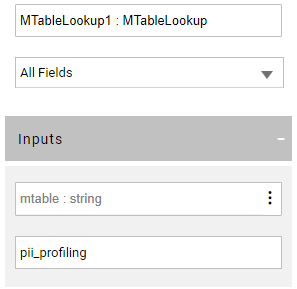 MTableLookup1 : MTableLookup
All Fields
Inputs
mtable : string
pii_profiling